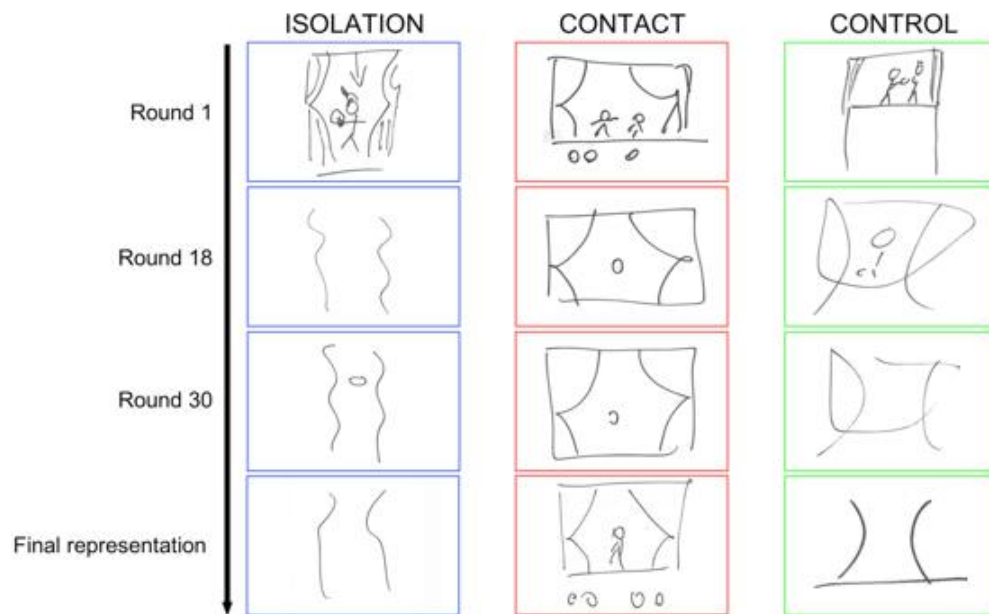 ISOLATION
CONTACT
CONTROL
Round 1
Round 18
Round 30
Final representation